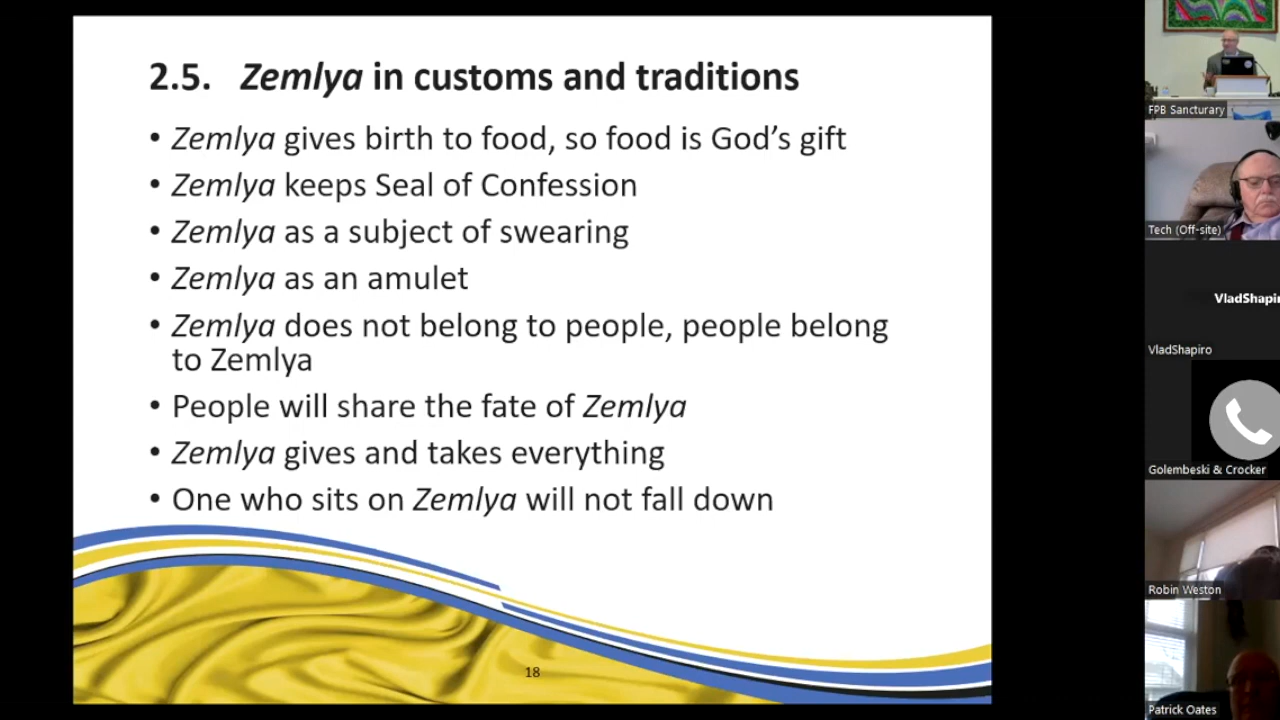 2.5. Zemlya in customs and traditions
• Zemlya gives birth to food, so food is God's gift
• Zemlya keeps Seal of Confession
• Zemlya as a subject of swearing
• Zemlya as an amulet
• Zemlya does not belong to people, people belong
to Zemlya
• People will share the fate of Zemlya
• Zemlya gives and takes everything
• One who sits on Zemlya will not fall down
18
FPB Sancturary
Tech (Off-site)
VladShapi
VladShapiro
Golembeski & Crocker
Robin Weston
Patrick Oates